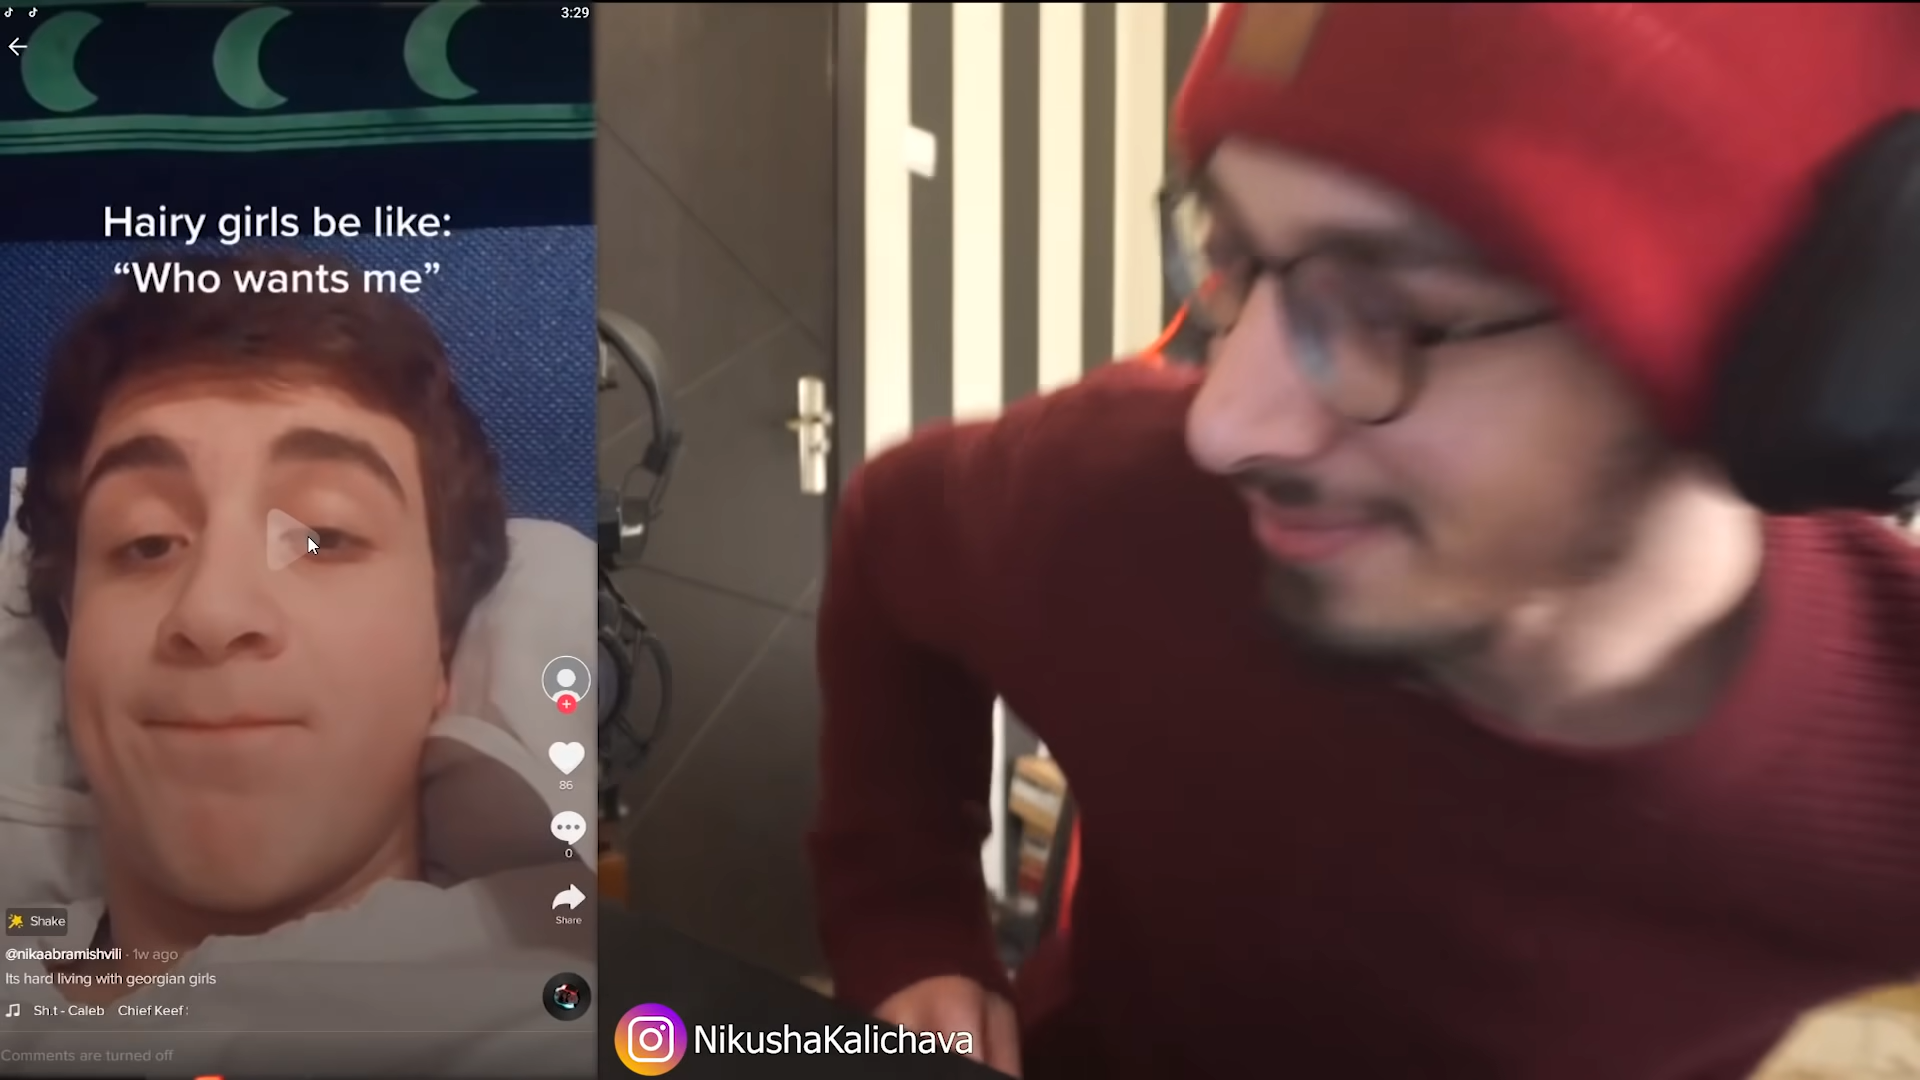 3:29
Hairy girls be like:
“Who wants me”
86
0
Share
Shake
@nikaabramishvili · 1w ago
Its hard living with georgian girls
Sh.t - Caleb Chief Keef:
Comments are turned off
NikushaKalichava